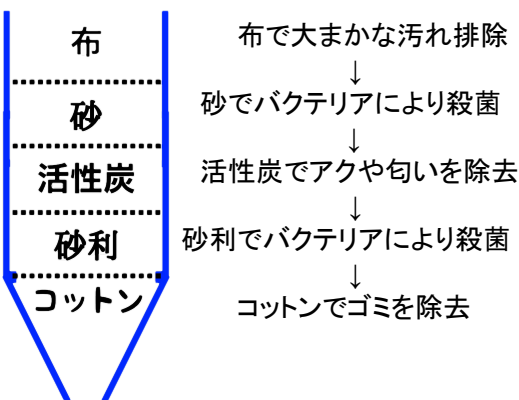 布
砂
活性炭
砂利
コットン
布で大まかな汚れ排除
↓
砂でバクテリアにより殺菌
↓
活性炭でアクや匂いを除去
↓
砂利でバクテリアにより殺菌
↓
コットンでゴミを除去